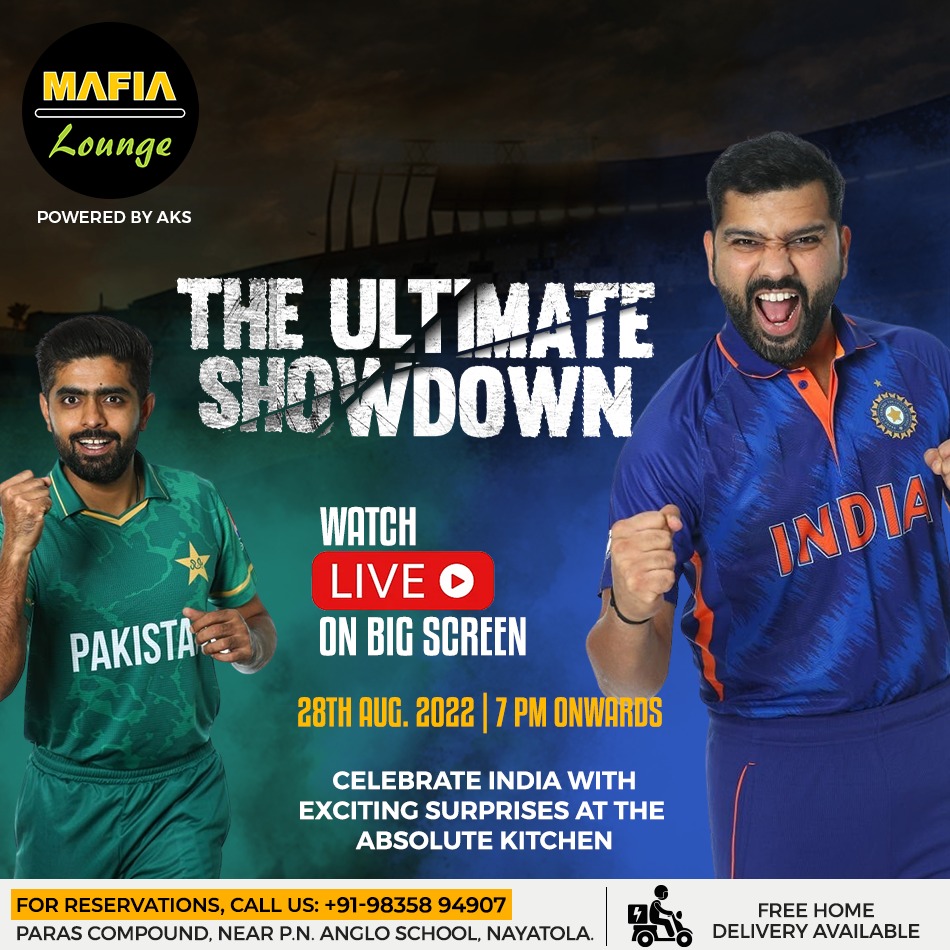 MAFIA
Lounge
POWERED BY AKS
THE ULTIMATE
SHOWDOWN
WATCH
LIVE
ON BIG SCREEN
28TH AUG. 2022 | 7 PM ONWARDS
CELEBRATE INDIA WITH
EXCITING SURPRISES AT THE
ABSOLUTE KITCHEN
PAKISTA
INDIA
FOR RESERVATIONS, CALL US: +91-98358 94907
PARAS COMPOUND, NEAR P.N. ANGLO SCHOOL, NAYATOLA.
FREE HOME
DELIVERY AVAILABLE